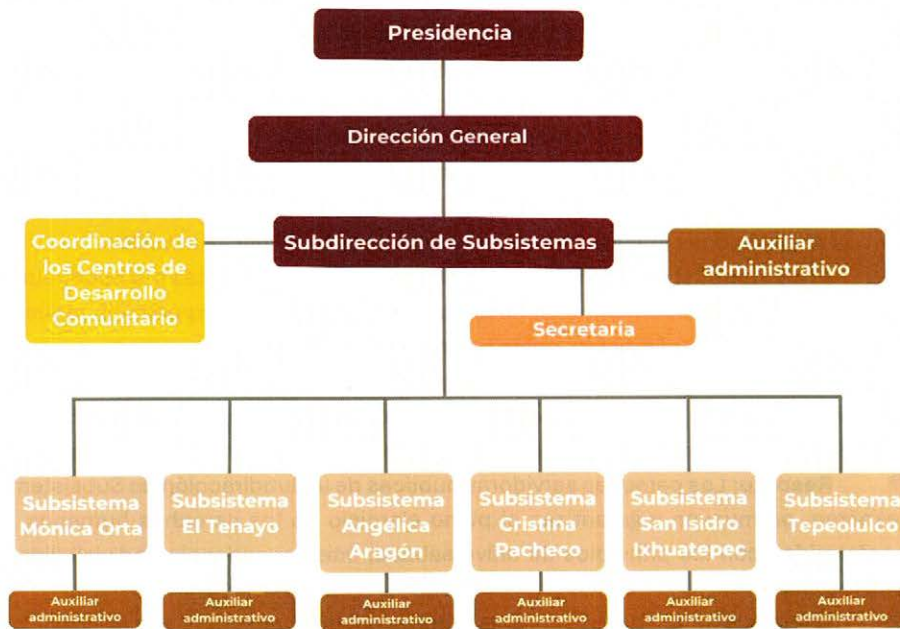 Presidencia
Dirección General
Coordinación de
los Centros de
Desarrollo
Comunitario
Subdirección de Subsistemas
Auxiliar
administrativo
Secretaria
Subsistema
Mónica Orta
Subsistema
El Tenayo
Subsistema
Angélica
Aragón
Subsistema
Cristina
Pacheco
Subsistema
San Isidro
Ixhuatepec
Subsistema
Tepeolulco
Auxiliar
administrativo
Auxiliar
administrativo
Auxiliar
administrativo
Auxiliar
administrativo
Auxiliar
administrativo
Auxiliar
administrativo